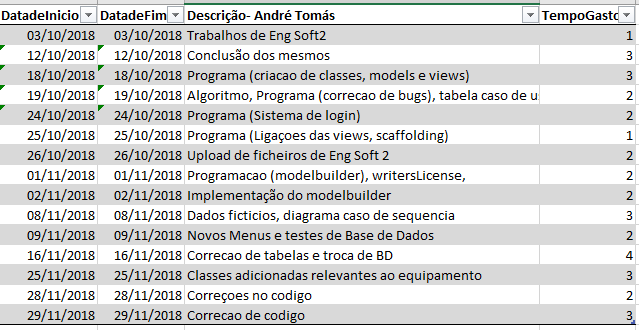 DatadeInicio DatadeFim Descrição- André Tomás TempoGasto
03/10/2018 03/10/2018 Trabalhos de Eng Soft2 1
12/10/2018 12/10/2018 Conclusão dos mesmos 3
18/10/2018 18/10/2018 Programa (criacao de classes, models e views) 3
19/10/2018 19/10/2018 Algoritmo, Programa (correcao de bugs), tabela caso de us 2
24/10/2018 24/10/2018 Programa (Sistema de login) 2
25/10/2018 25/10/2018 Programa (Ligaçoes das views, scaffolding) 1
26/10/2018 26/10/2018 Upload de ficheiros de Eng Soft 2 2
01/11/2018 01/11/2018 Programacao (modelbuilder), writersLicense, 2
02/11/2018 02/11/2018 Implementação do modelbuilder 2
08/11/2018 08/11/2018 Dados ficticios, diagrama caso de sequencia 3
09/11/2018 09/11/2018 Novos Menus e testes de Base de Dados 2
16/11/2018 16/11/2018 Correcao de tabelas e troca de BD 4
25/11/2018 25/11/2018 Classes adicionadas relevantes ao equipamento 3
28/11/2018 28/11/2018 Correçoes no codigo 2
29/11/2018 29/11/2018 Correcao de codigo 3